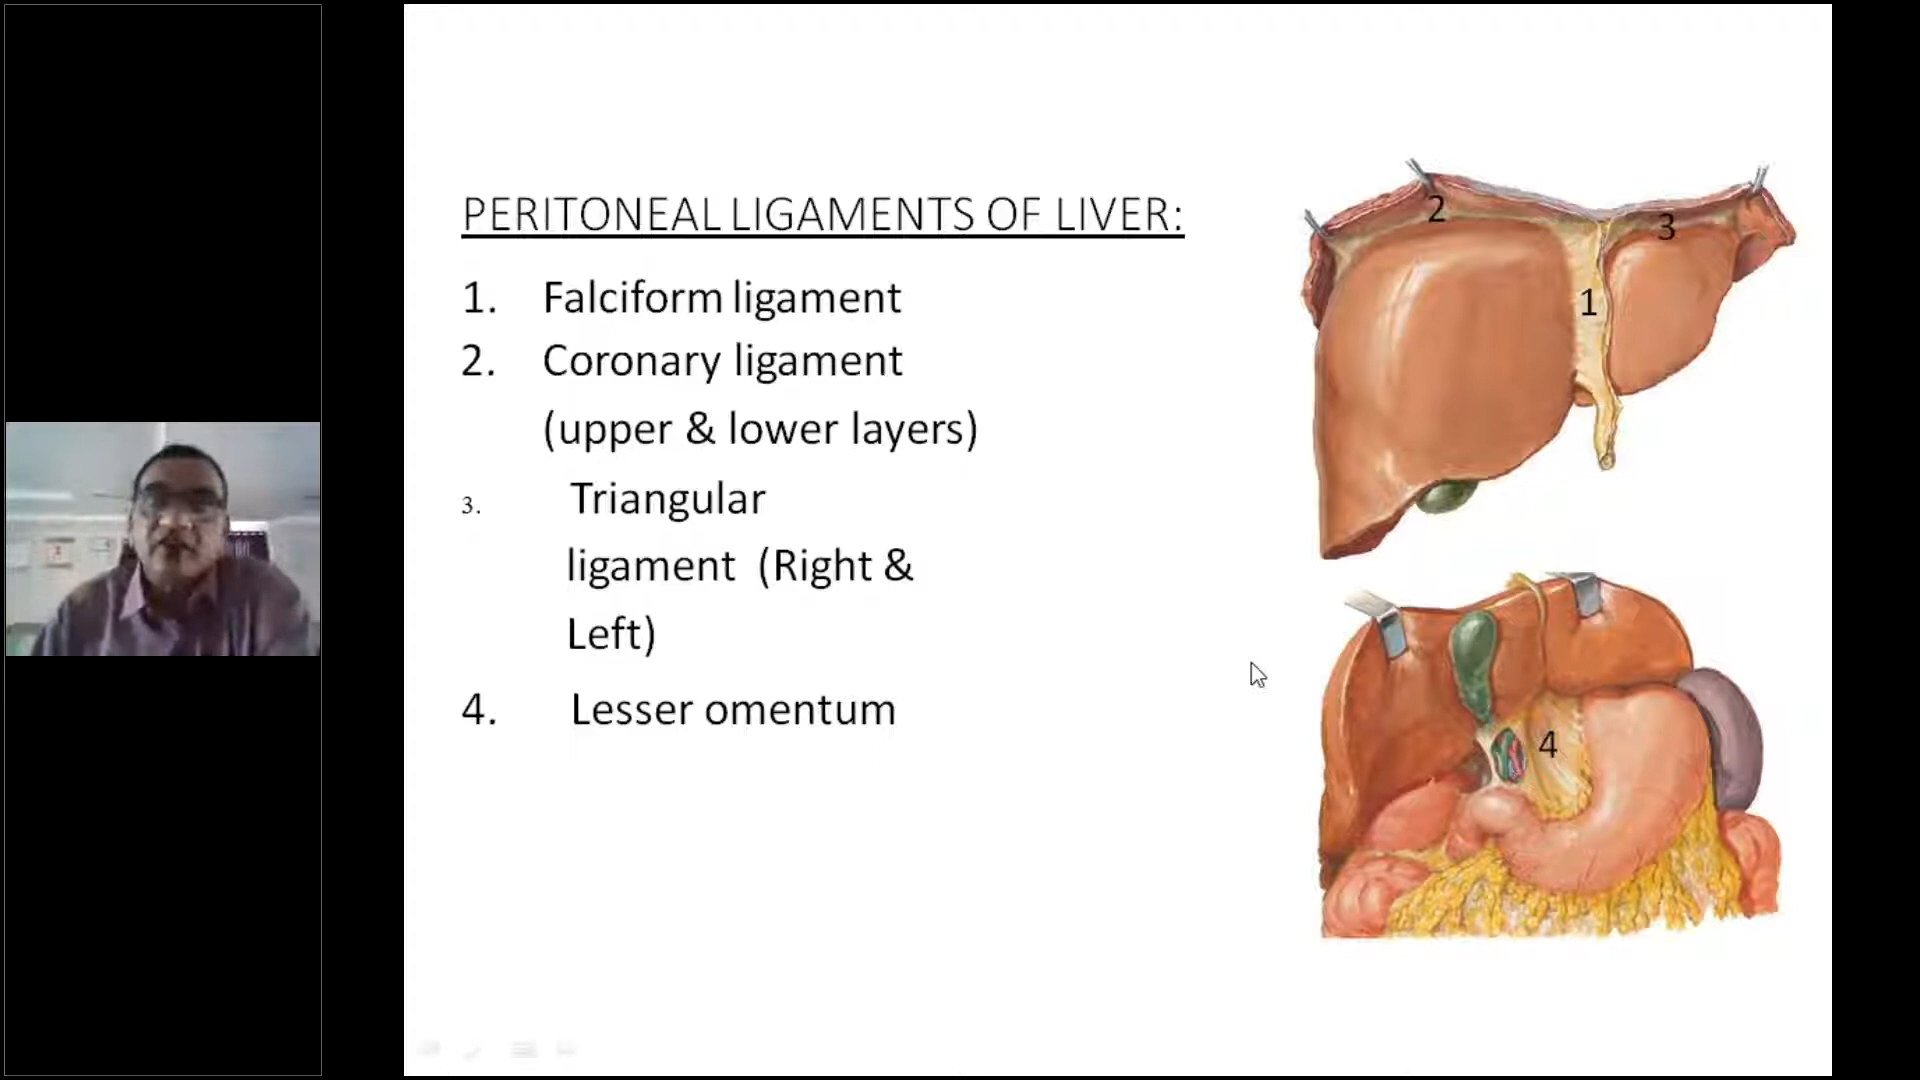 PERITONEAL LIGAMENTS OF LIVER:
1. Falciform ligament
2. Coronary ligament
(upper & lower layers)
3. Triangular
ligament (Right &
Left)
4. Lesser omentum
2
3
1
4